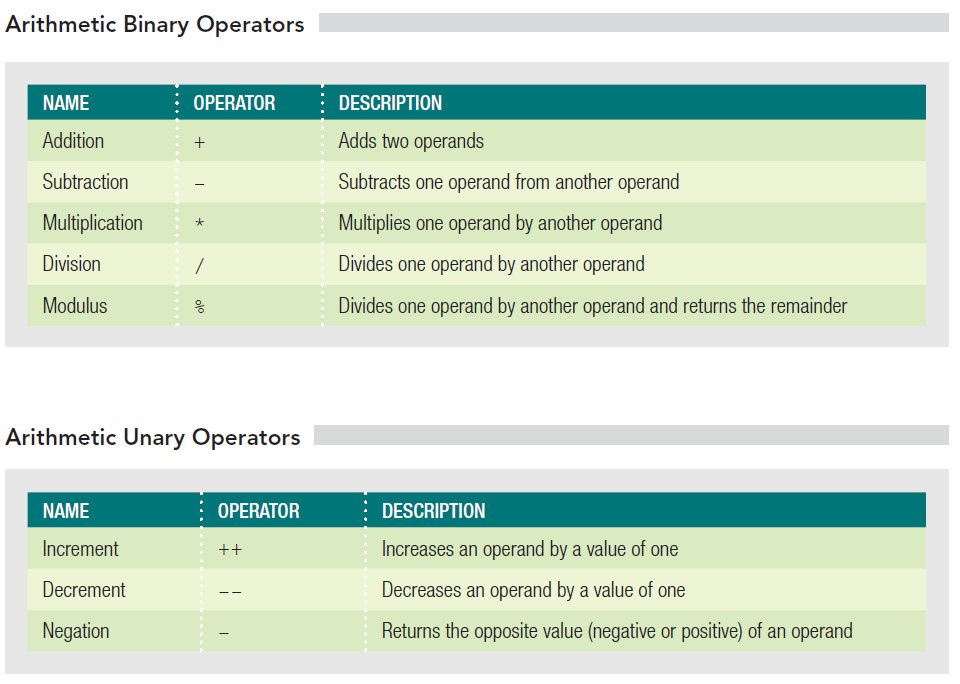 Arithmetic Binary Operators
NAME OPERATOR DESCRIPTION
Addition + Adds two operands
Subtraction – Subtracts one operand from another operand
Multiplication * Multiplies one operand by another operand
Division / Divides one operand by another operand
Modulus % Divides one operand by another operand and returns the remainder
Arithmetic Unary Operators
NAME OPERATOR DESCRIPTION
Increment ++ Increases an operand by a value of one
Decrement –– Decreases an operand by a value of one
Negation – Returns the opposite value (negative or positive) of an operand